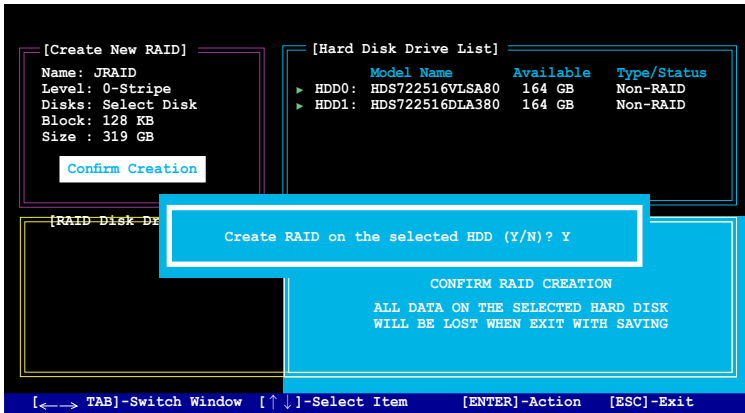 [Create New RAID]
Name: JRAID
Level: 0-Stripe
Disks: Select Disk
Block: 128 KB
Size : 319 GB
Confirm Creation
[Hard Disk Drive List]
Model Name Available Type/Status
▸ HDD0: HDS722516VLSA80 164 GB Non-RAID
▸ HDD1: HDS722516DLA380 164 GB Non-RAID
[RAID Disk Dr
Create RAID on the selected HDD (Y/N)? Y
CONFIRM RAID CREATION
ALL DATA ON THE SELECTED HARD DISK
WILL BE LOST WHEN EXIT WITH SAVING
[←→ TAB]-Switch Window [↑↓]-Select Item [ENTER]-Action [ESC]-Exit